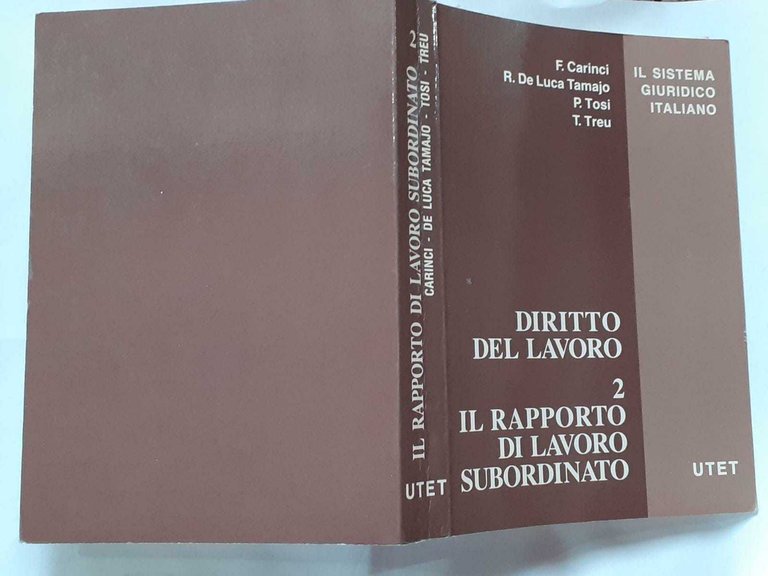 2
IL RAPPORTO DI LAVORO SUBORDINATO
CARINCI - DE LUCA TAMAJO - TOSI - TREU
UTET
F. Carinci
R. De Luca Tamajo
P. Tosi
T. Treu
IL SISTEMA
GIURIDICO
ITALIANO
DIRITTO
DEL LAVORO
2
IL RAPPORTO
DI LAVORO
SUBORDINATO
UTET